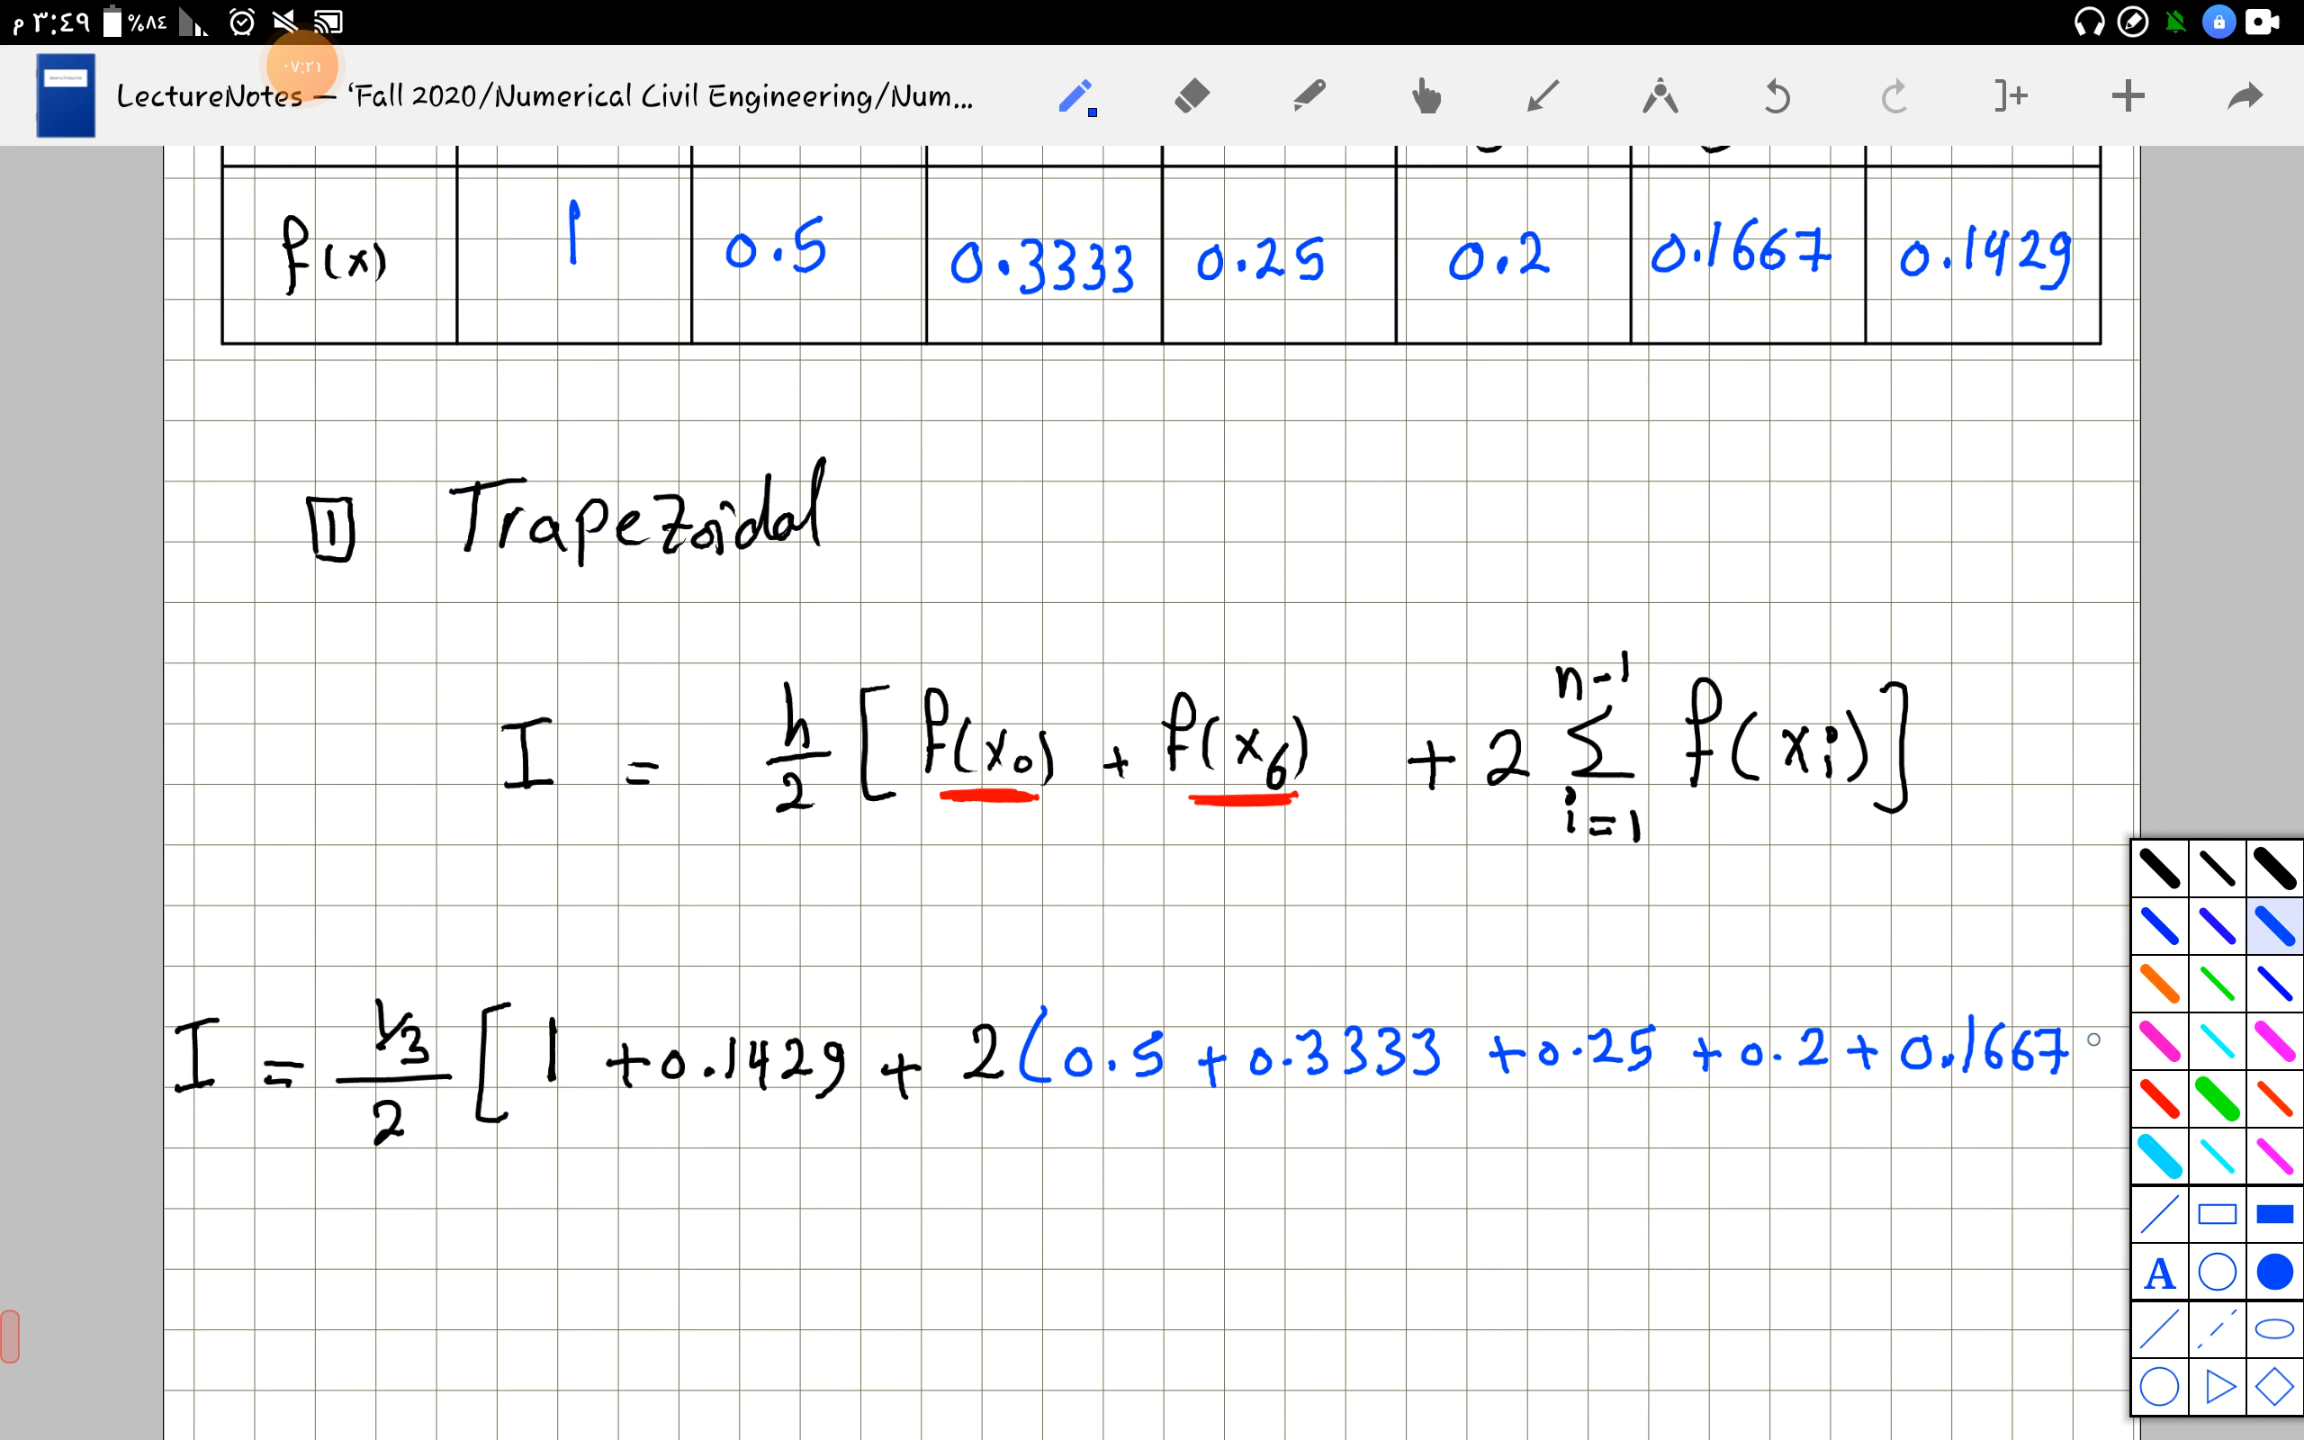 م ٣:٤٩ %٨٤
٠٧:٢١
LectureNotes — ‘Fall 2020/Numerical Civil Engineering/Num...
f(x) 1 0.5 0.3333 0.25 0.2 0.1667 0.1429
1 Trapezoidal
I = h/2 [f(x₀) + f(x₆) + 2 Σ_{i=1}^{n-1} f(xᵢ)]
I = (1/3)/2 [1 + 0.1429 + 2(0.5 + 0.3333 + 0.25 + 0.2 + 0.1667
A